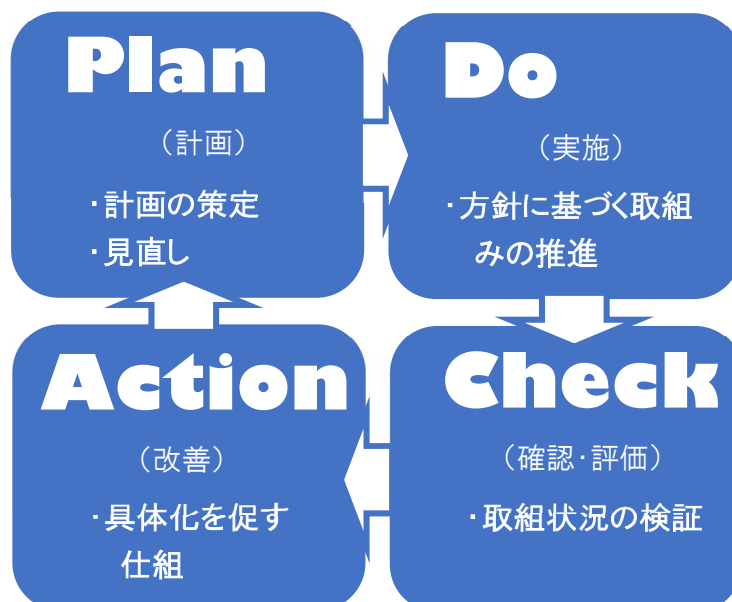 Plan
（計画）
・計画の策定
・見直し
Do
（実施）
・方針に基づく取組
みの推進
Check
（確認・評価）
・取組状況の検証
Action
（改善）
・具体化を促す
仕組